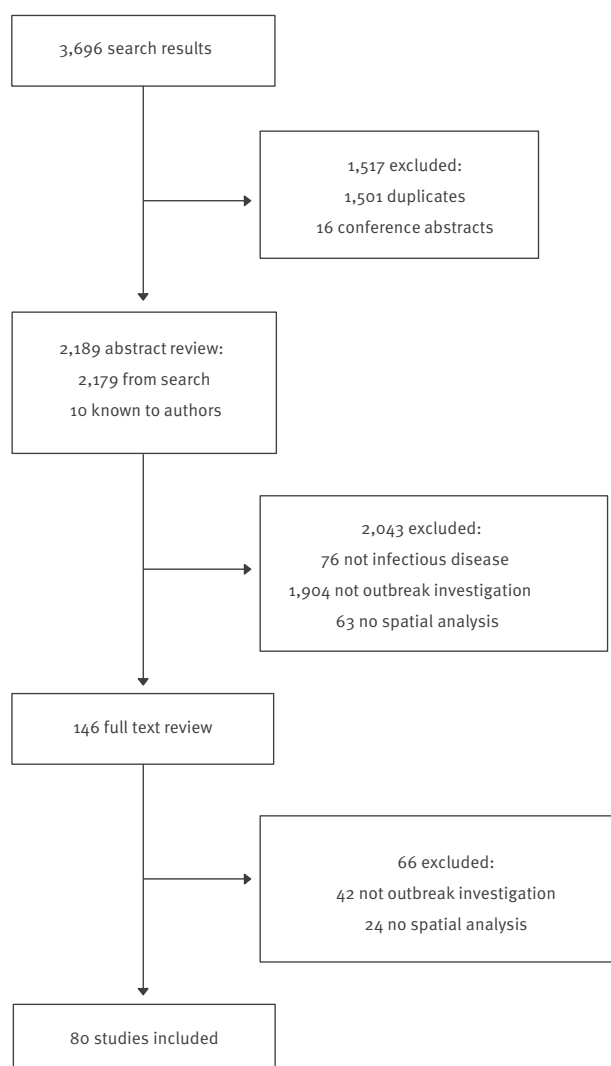 3,696 search results
1,517 excluded:
1,501 duplicates
16 conference abstracts
2,189 abstract review:
2,179 from search
10 known to authors
2,043 excluded:
76 not infectious disease
1,904 not outbreak investigation
63 no spatial analysis
146 full text review
66 excluded:
42 not outbreak investigation
24 no spatial analysis
80 studies included